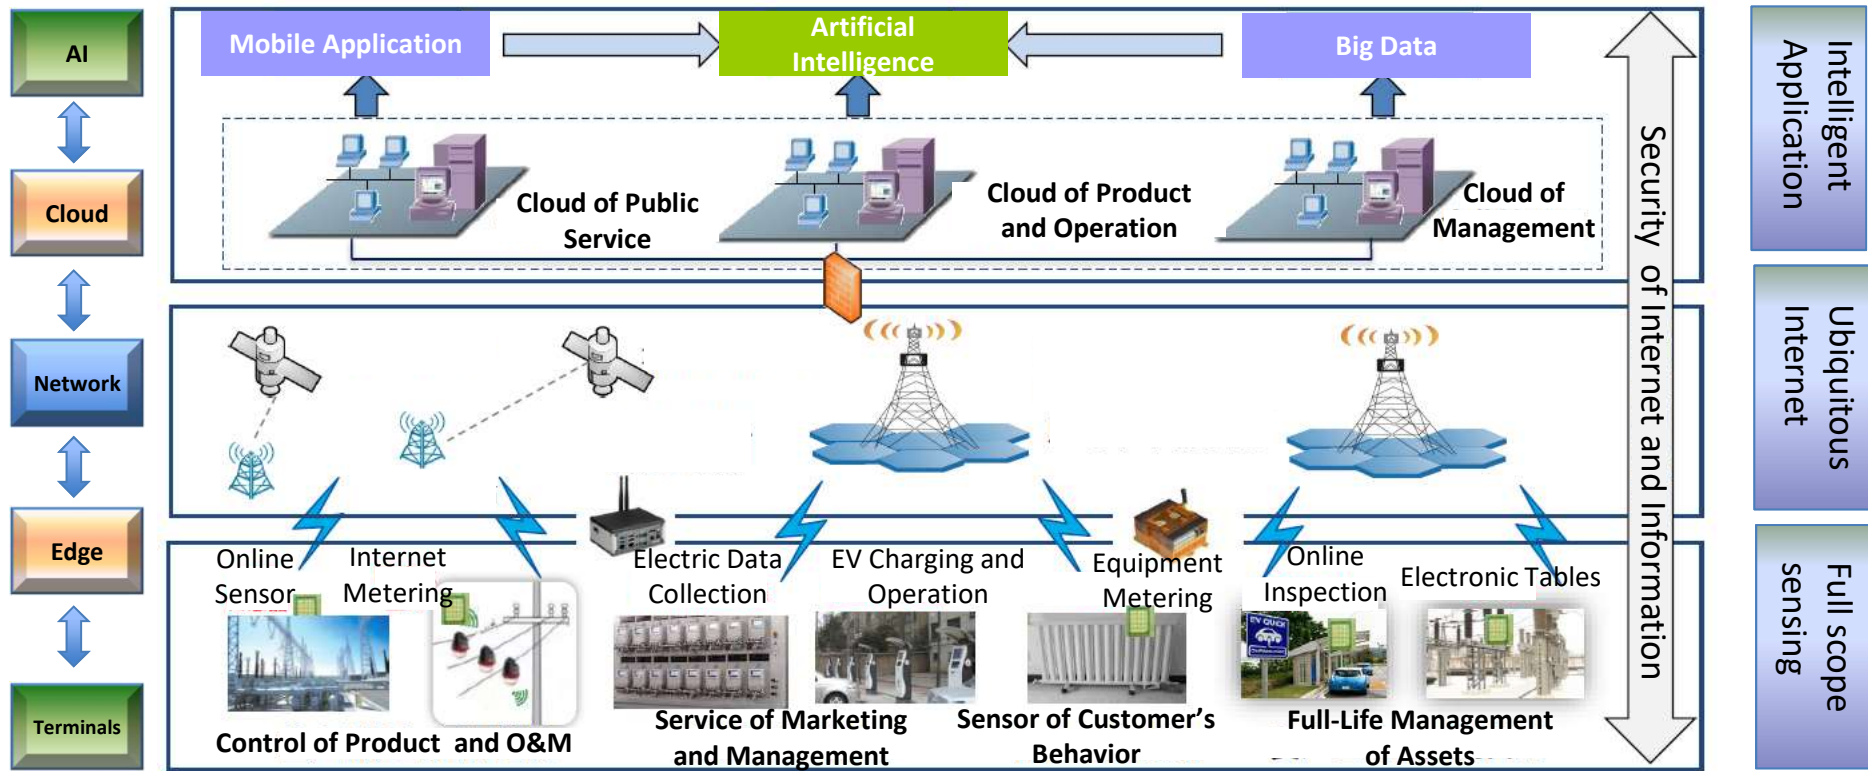 AI
Cloud
Network
Edge
Terminals
Mobile Application
Artificial
Intelligence
Big Data
Cloud of Public
Service
Cloud of Product
and Operation
Cloud of
Management
Online
Sensor
Internet
Metering
Electric Data
Collection
EV Charging and
Operation
Equipment
Metering
Online
Inspection
Electronic Tables
EV QUICK
Control of Product and O&M
Service of Marketing
and Management
Sensor of Customer's
Behavior
Full-Life Management
of Assets
Security of Internet and Information
Intelligent
Application
Ubiquitous
Internet
Full scope
sensing